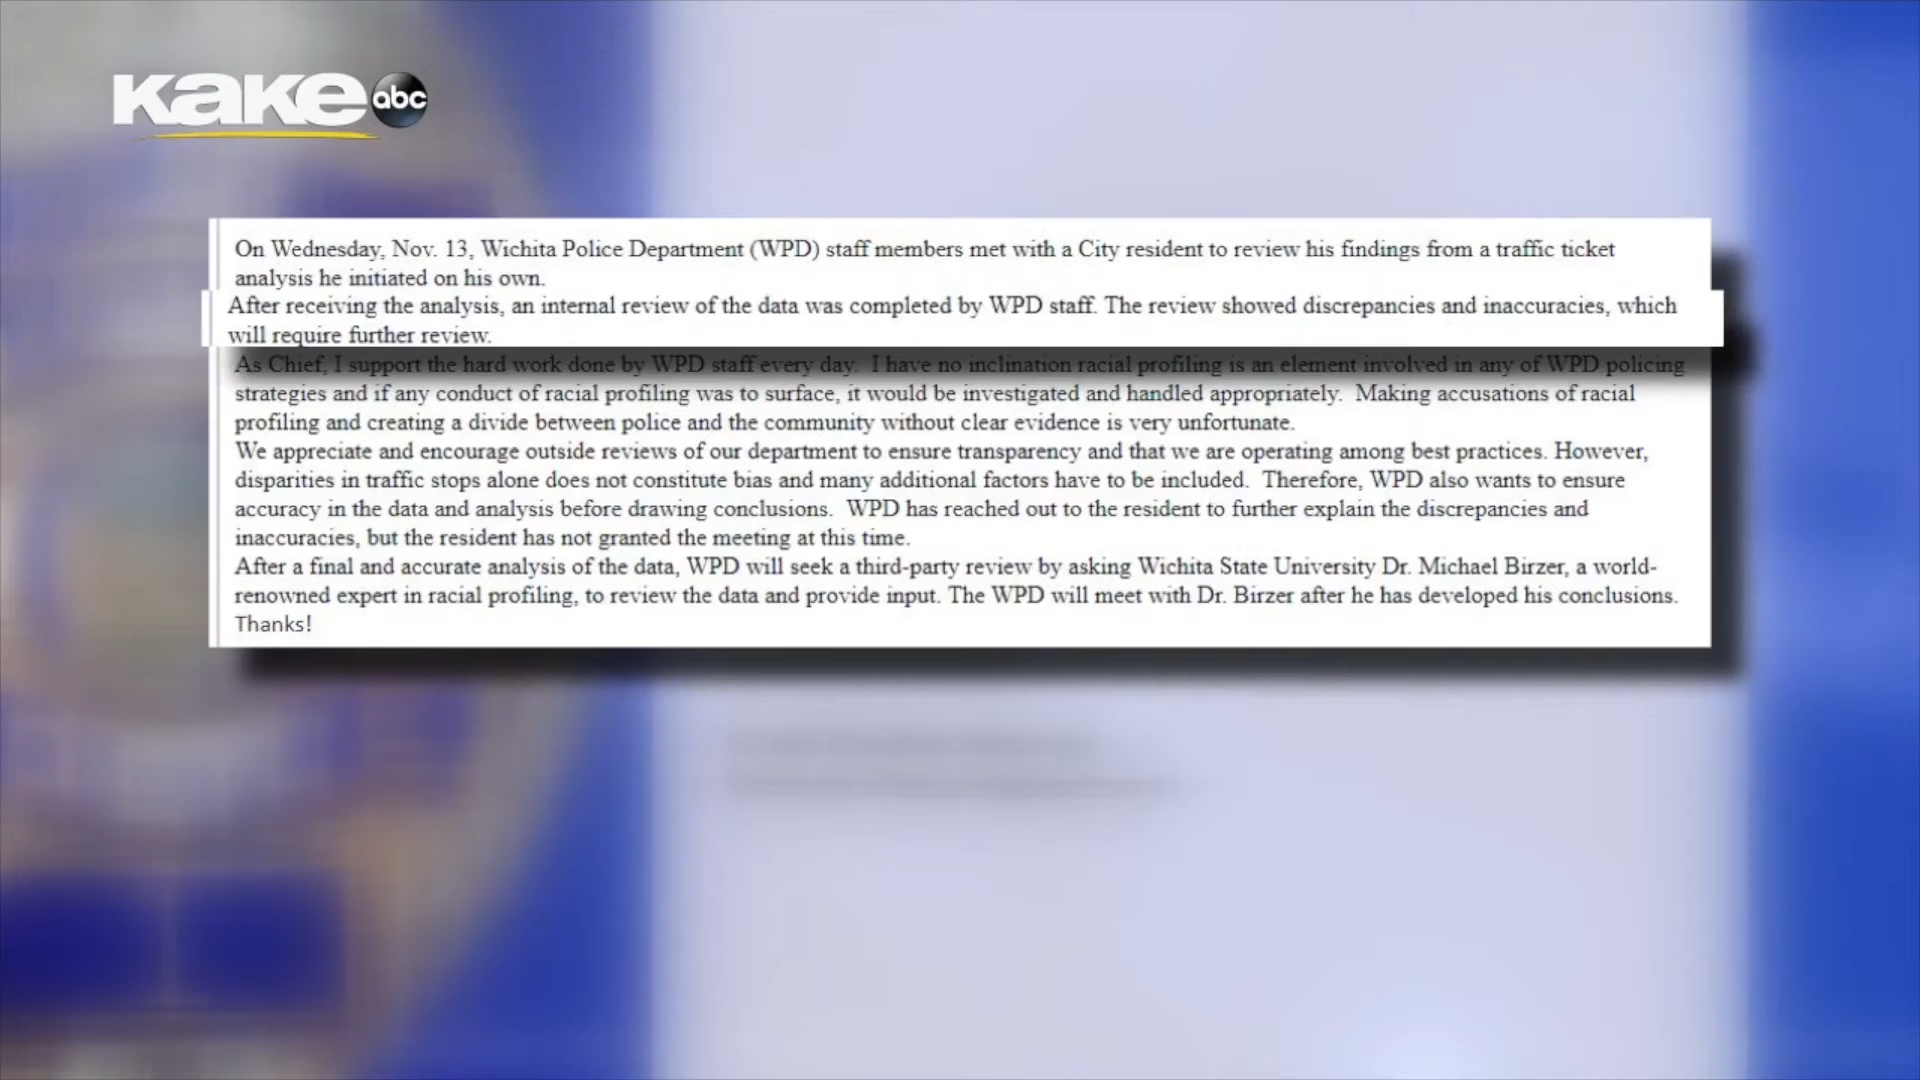 kake abc
On Wednesday, Nov. 13, Wichita Police Department (WPD) staff members met with a City resident to review his findings from a traffic ticket
analysis he initiated on his own.
After receiving the analysis, an internal review of the data was completed by WPD staff. The review showed discrepancies and inaccuracies, which
will require further review.
As Chief, I support the hard work done by WPD staff every day.  I have no inclination racial profiling is an element involved in any of WPD policing
strategies and if any conduct of racial profiling was to surface, it would be investigated and handled appropriately.  Making accusations of racial
profiling and creating a divide between police and the community without clear evidence is very unfortunate.
We appreciate and encourage outside reviews of our department to ensure transparency and that we are operating among best practices. However,
disparities in traffic stops alone does not constitute bias and many additional factors have to be included.  Therefore, WPD also wants to ensure
accuracy in the data and analysis before drawing conclusions.  WPD has reached out to the resident to further explain the discrepancies and
inaccuracies, but the resident has not granted the meeting at this time.
After a final and accurate analysis of the data, WPD will seek a third-party review by asking Wichita State University Dr. Michael Birzer, a world-
renowned expert in racial profiling, to review the data and provide input. The WPD will meet with Dr. Birzer after he has developed his conclusions.
Thanks!